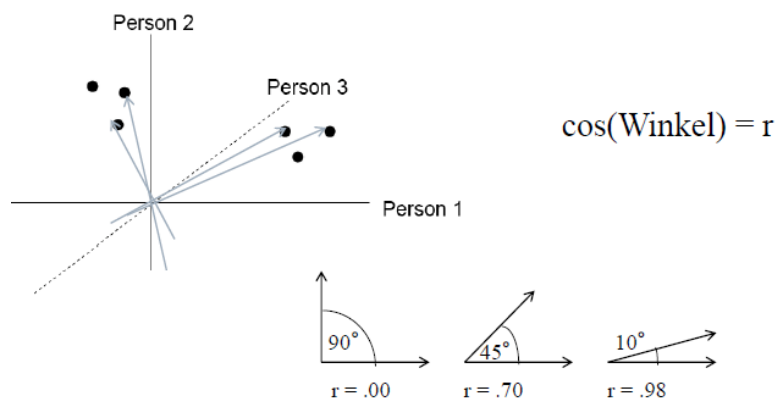 Person 2
Person 3
cos(Winkel) = r
Person 1
90°
45°
10°
r = .00
r = .70
r = .98